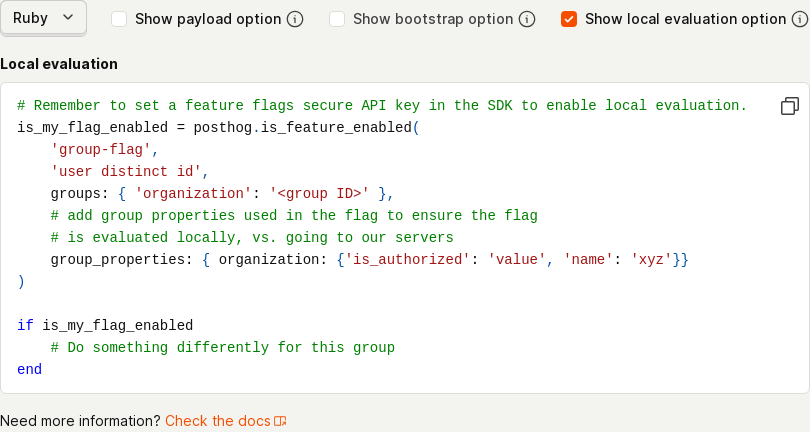 Ruby Show payload option Show bootstrap option Show local evaluation option
Local evaluation
# Remember to set a feature flags secure API key in the SDK to enable local evaluation.
is_my_flag_enabled = posthog.is_feature_enabled(
    'group-flag',
    'user distinct id',
    groups: { 'organization': '<group ID>' },
    # add group properties used in the flag to ensure the flag
    # is evaluated locally, vs. going to our servers
    group_properties: { organization: {'is_authorized': 'value', 'name': 'xyz'}}
)
if is_my_flag_enabled
    # Do something differently for this group
end
Need more information? Check the docs